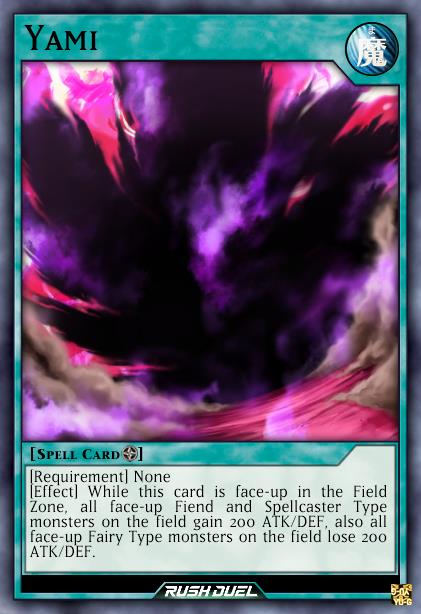 YAMI
ま
魔
[SPELL CARD]
[Requirement] None
[Effect] While this card is face-up in the Field
Zone, all face-up Fiend and Spellcaster Type
monsters on the field gain 200 ATK/DEF, also all
face-up Fairy Type monsters on the field lose 200
ATK/DEF.
RUSH DUEL